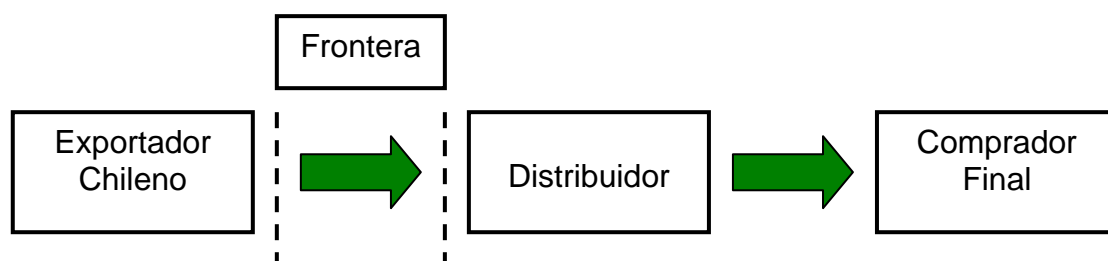 Frontera
Exportador
Chileno
Distribuidor
Comprador
Final